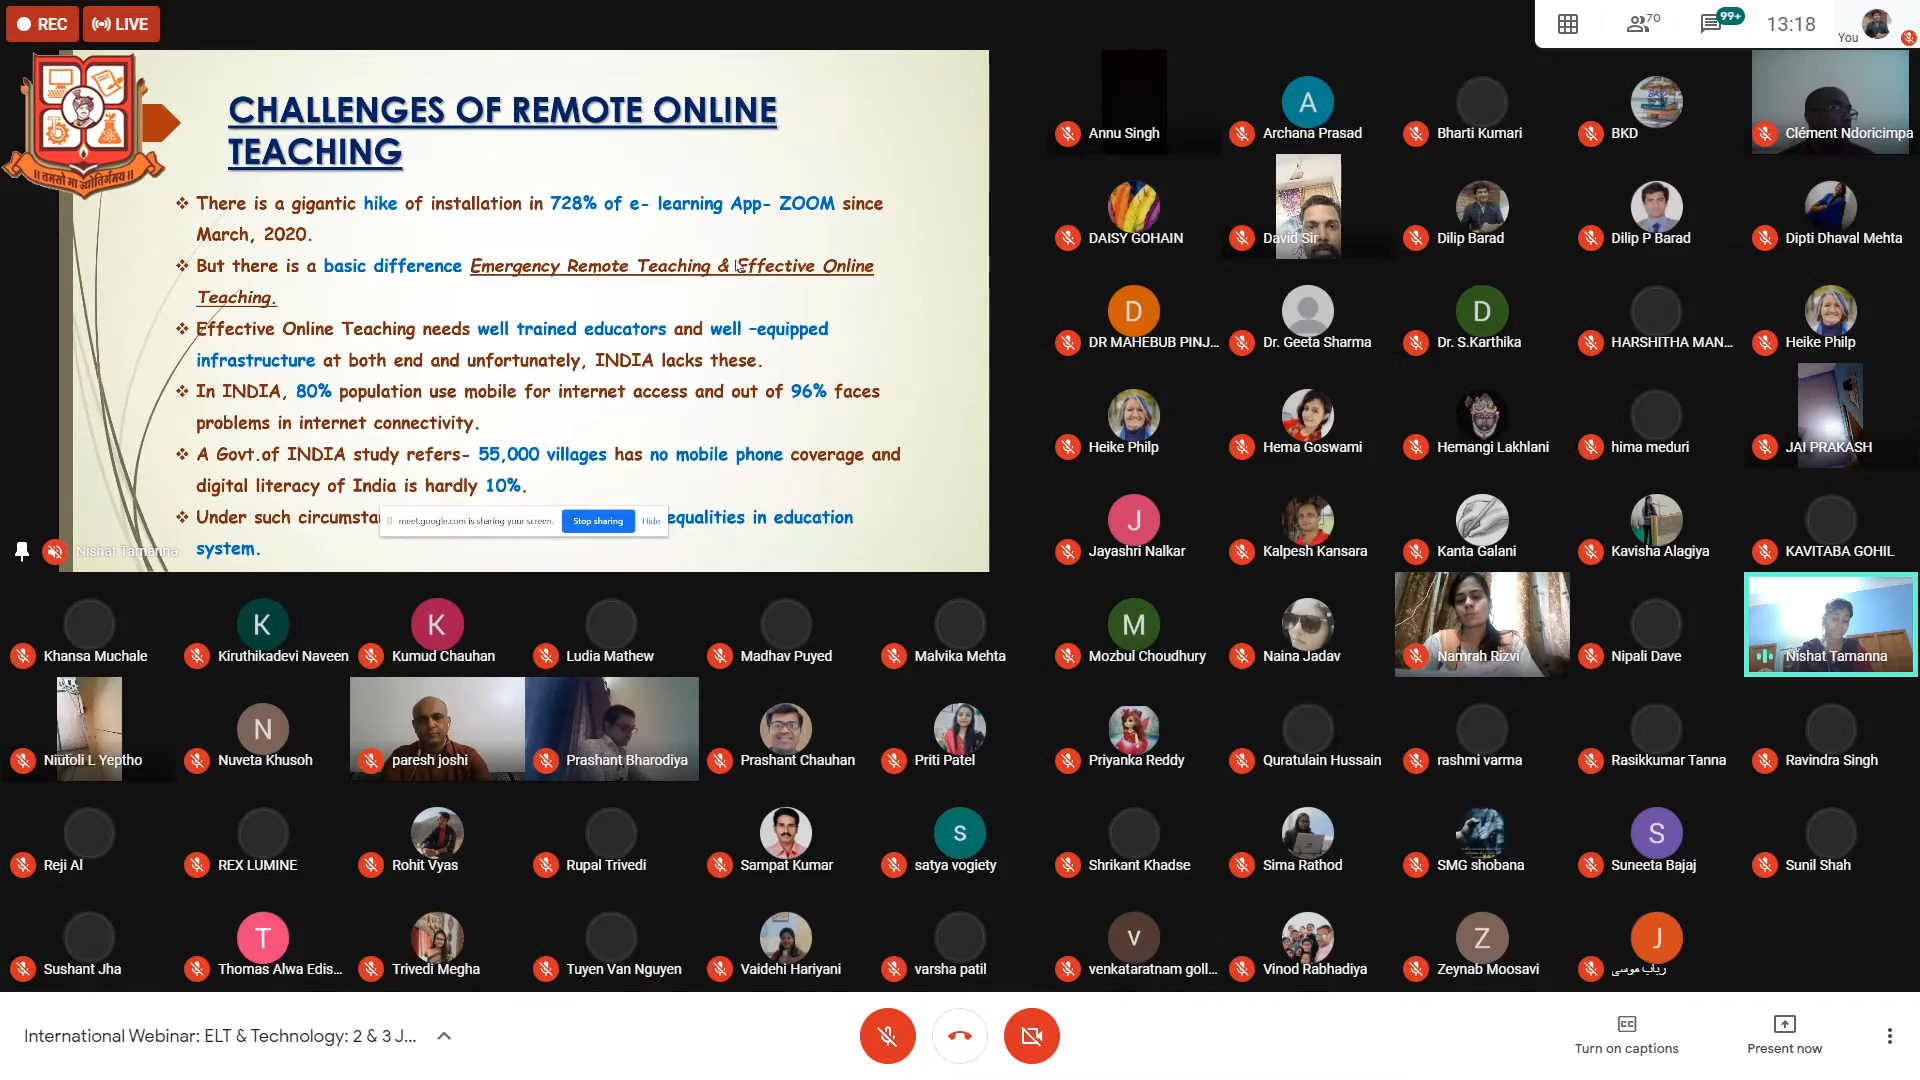 REC
LIVE
70
99+
13:18
You
॥ तमसो मा ज्योतिर्गमय ॥
CHALLENGES OF REMOTE ONLINE
TEACHING
There is a gigantic hike of installation in 728% of e- learning App- ZOOM since
March, 2020.
But there is a basic difference Emergency Remote Teaching & Effective Online
Teaching.
Effective Online Teaching needs well trained educators and well -equipped
infrastructure at both end and unfortunately, INDIA lacks these.
In INDIA, 80% population use mobile for internet access and out of 96% faces
problems in internet connectivity.
A Govt.of INDIA study refers- 55,000 villages has no mobile phone coverage and
digital literacy of India is hardly 10%.
Under such circumsta
equalities in education
system.
meet.google.com is sharing your screen.
Stop sharing
Hide
Nishat Tamanna
Annu Singh
A
Archana Prasad
Bharti Kumari
BKD
Clément Ndoricimpa
DAISY GOHAIN
David Sir
Dilip Barad
Dilip P Barad
Dipti Dhaval Mehta
D
DR MAHEBUB PINJ...
Dr. Geeta Sharma
D
Dr. S.Karthika
HARSHITHA MAN...
Heike Philp
Heike Philp
Hema Goswami
Hemangi Lakhlani
hima meduri
JAI PRAKASH
J
Jayashri Nalkar
Kalpesh Kansara
Kanta Galani
Kavisha Alagiya
KAVITABA GOHIL
Khansa Muchale
K
Kiruthikadevi Naveen
K
Kumud Chauhan
Ludia Mathew
Madhav Puyed
Malvika Mehta
M
Mozbul Choudhury
Naina Jadav
Namrah Rizvi
Nipali Dave
Nishat Tamanna
Niutoli L Yeptho
N
Nuveta Khusoh
paresh joshi
Prashant Bharodiya
Prashant Chauhan
Priti Patel
Priyanka Reddy
Quratulain Hussain
rashmi varma
Rasikkumar Tanna
Ravindra Singh
Reji Al
REX LUMINE
Rohit Vyas
Rupal Trivedi
Sampat Kumar
s
satya vogiety
Shrikant Khadse
Sima Rathod
SMG shobana
S
Suneeta Bajaj
Sunil Shah
Sushant Jha
T
Thomas Alwa Edis...
Trivedi Megha
Tuyen Van Nguyen
Vaidehi Hariyani
varsha patil
v
venkataratnam goll...
Vinod Rabhadiya
Z
Zeynab Moosavi
J
رباب موسی
International Webinar: ELT & Technology: 2 & 3 J...
Turn on captions
Present now